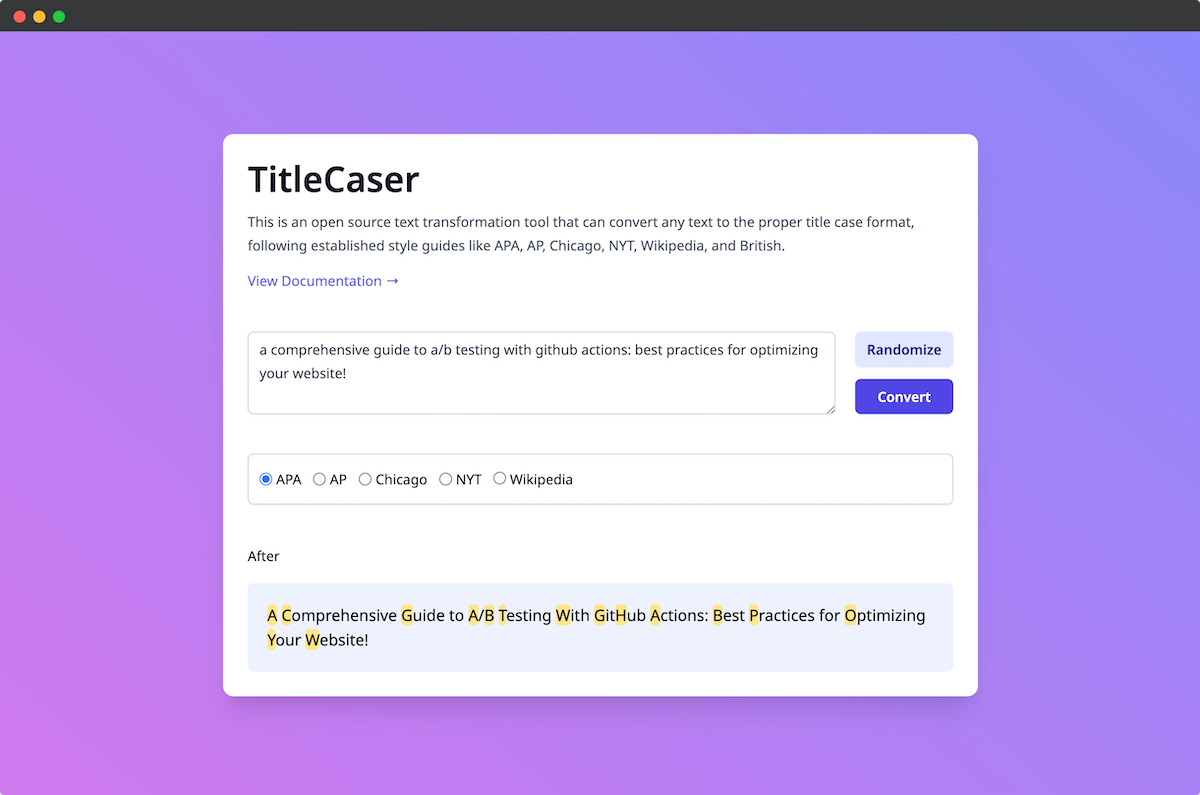 TitleCaser
This is an open source text transformation tool that can convert any text to the proper title case format,
following established style guides like APA, AP, Chicago, NYT, Wikipedia, and British.
View Documentation →
a comprehensive guide to a/b testing with github actions: best practices for optimizing
your website!
Randomize
Convert
APA AP Chicago NYT Wikipedia
After
A Comprehensive Guide to A/B Testing With GitHub Actions: Best Practices for Optimizing
Your Website!